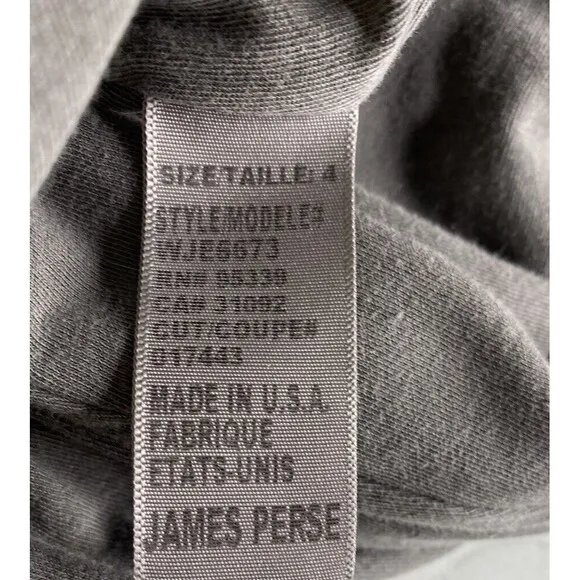 SIZE/TAILLE: 4
STYLE/MODELE#
WJE5573
RN# 95339
CA# 31092
CUT/COUPE#
017443
MADE IN U.S.A.
FABRIQUE
ETATS-UNIS
JAMES PERSE